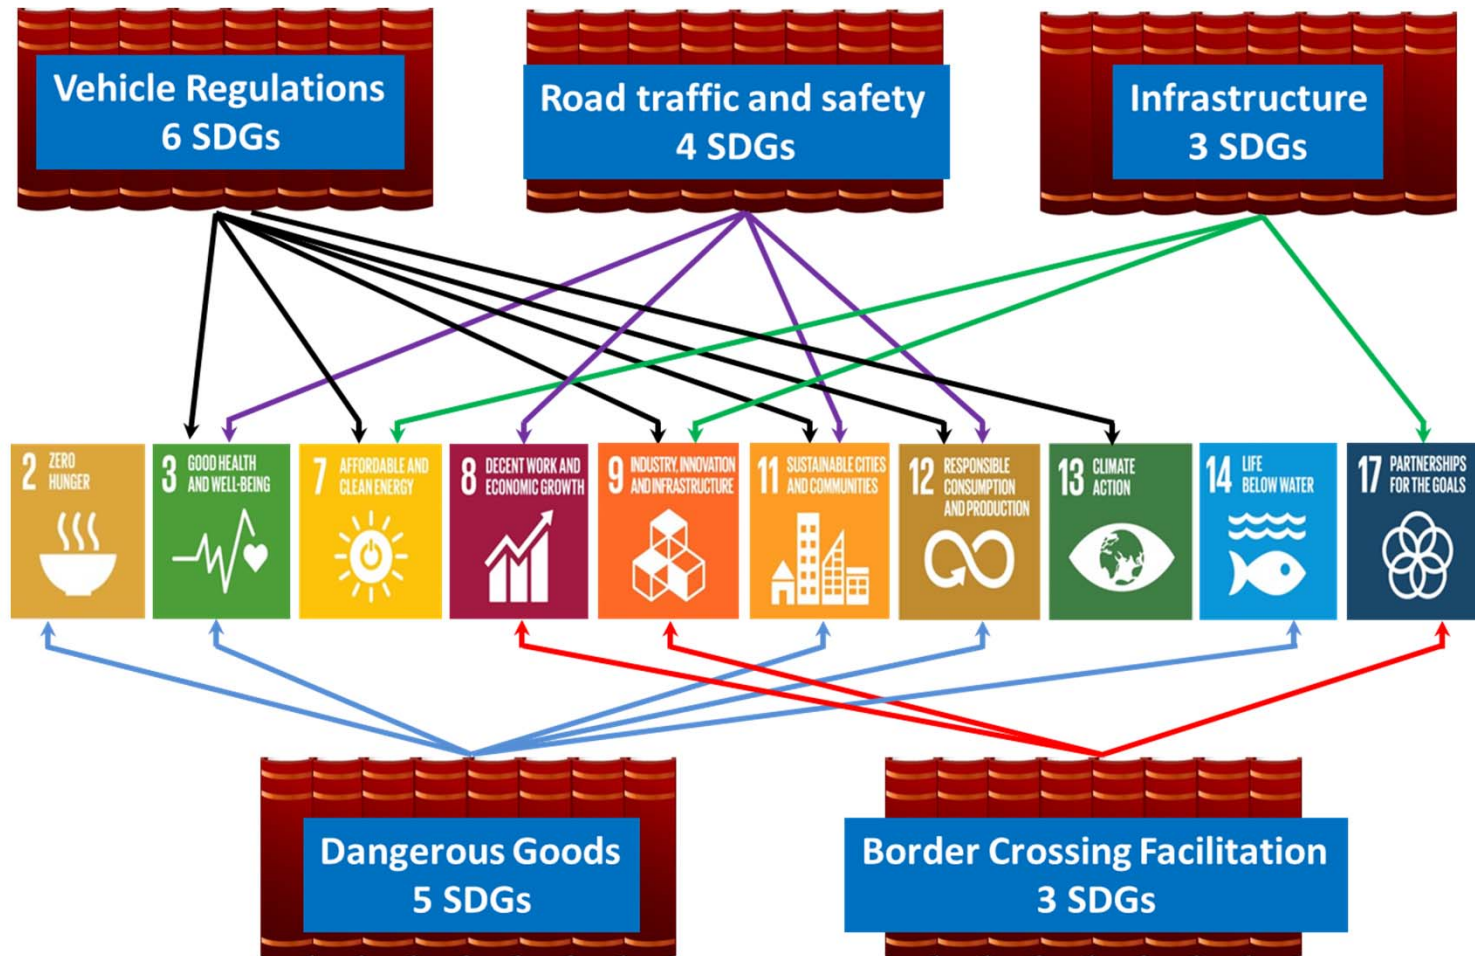 Vehicle Regulations
6 SDGs
Road traffic and safety
4 SDGs
Infrastructure
3 SDGs
2 ZERO
HUNGER
3 GOOD HEALTH
AND WELL-BEING
7 AFFORDABLE AND
CLEAN ENERGY
8 DECENT WORK AND
ECONOMIC GROWTH
9 INDUSTRY, INNOVATION
AND INFRASTRUCTURE
11 SUSTAINABLE CITIES
AND COMMUNITIES
12 RESPONSIBLE
CONSUMPTION
AND PRODUCTION
13 CLIMATE
ACTION
14 LIFE
BELOW WATER
17 PARTNERSHIPS
FOR THE GOALS
Dangerous Goods
5 SDGs
Border Crossing Facilitation
3 SDGs